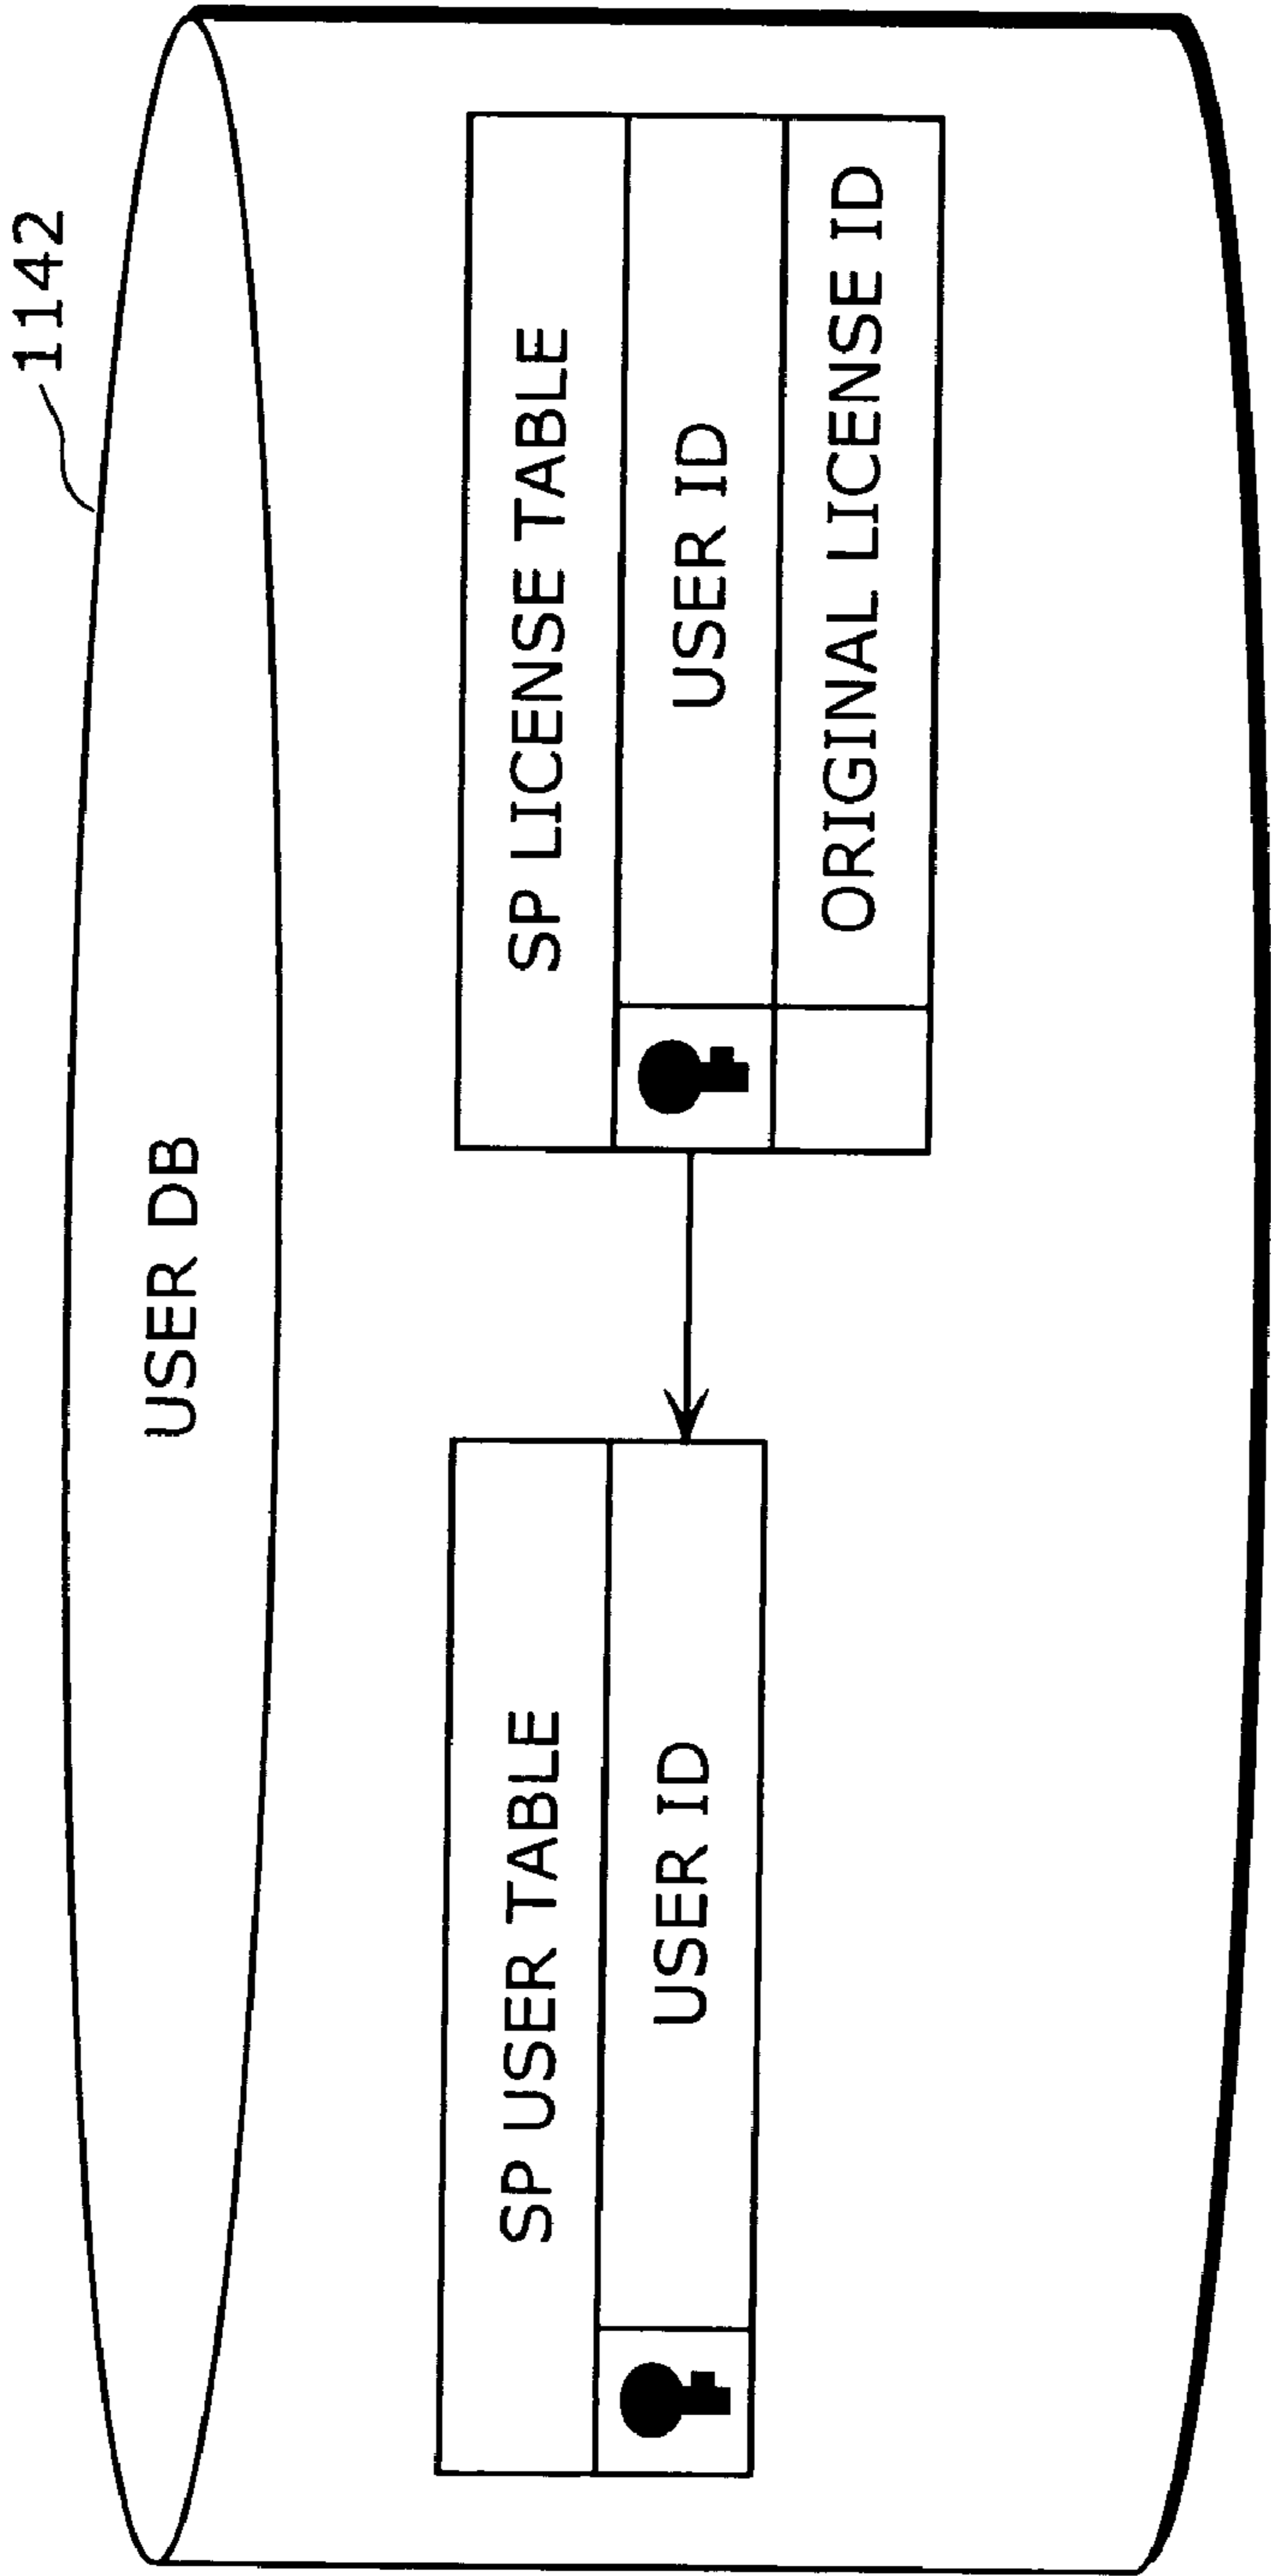 1142
USER DB
SP USER TABLE
USER ID
SP LICENSE TABLE
USER ID
ORIGINAL LICENSE ID